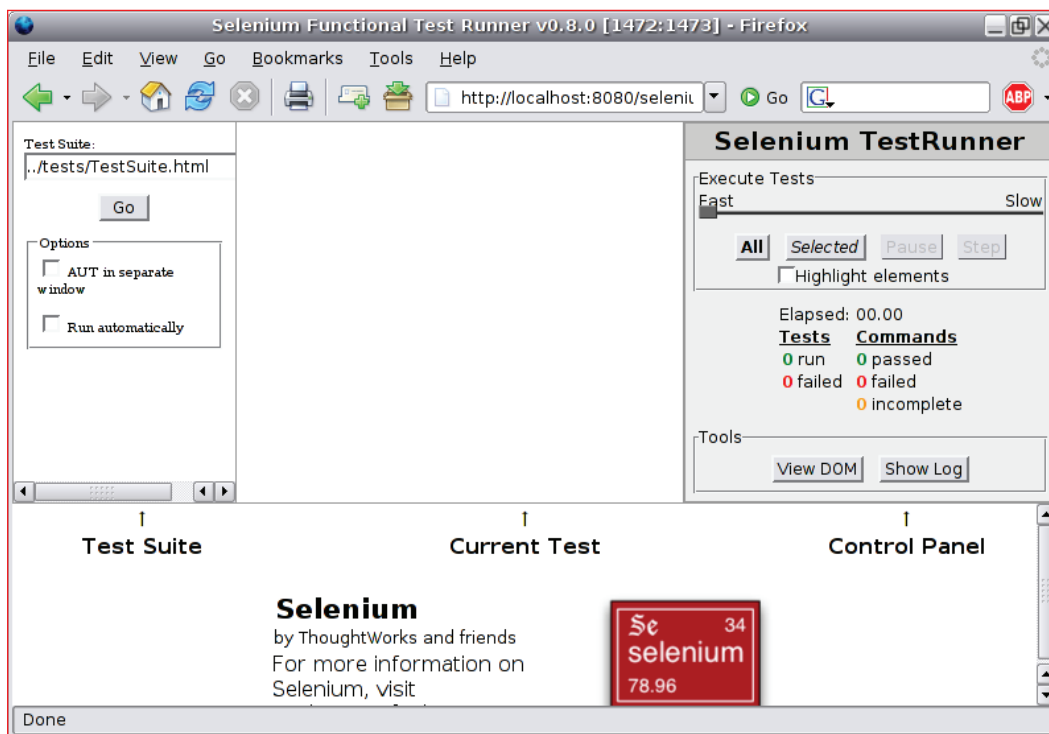 Selenium Functional Test Runner v0.8.0 [1472:1473] - Firefox
File Edit View Go Bookmarks Tools Help
http://localhost:8080/seleniu Go G ABP
Test Suite:
../tests/TestSuite.html
Go
Options
AUT in separate
window
Run automatically
Selenium TestRunner
Execute Tests
Fast Slow
All Selected Pause Step
Highlight elements
Elapsed: 00.00
Tests Commands
0 run 0 passed
0 failed 0 failed
0 incomplete
Tools
View DOM Show Log
↑ ↑ ↑
Test Suite Current Test Control Panel
Selenium
by ThoughtWorks and friends
For more information on
Selenium, visit
Se 34
selenium
78.96
Done